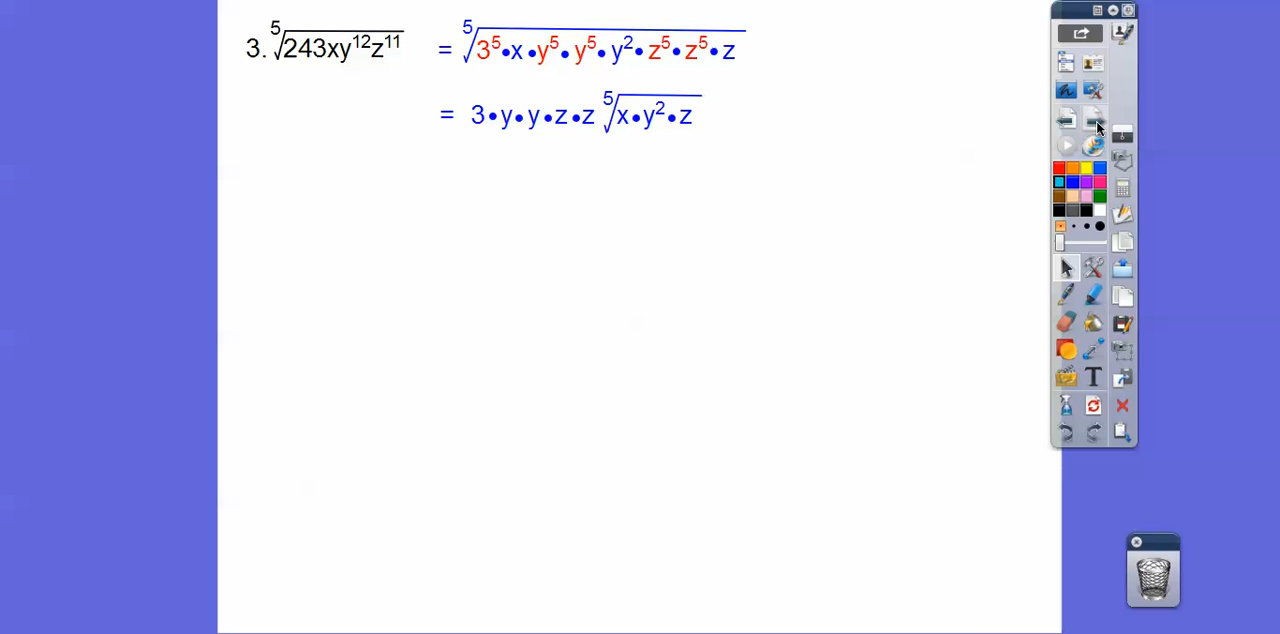 3. ⁵√243xy¹²z¹¹ = ⁵√3⁵•x•y⁵•y⁵•y²•z⁵•z⁵•z
= 3•y•y•z•z ⁵√x•y²•z